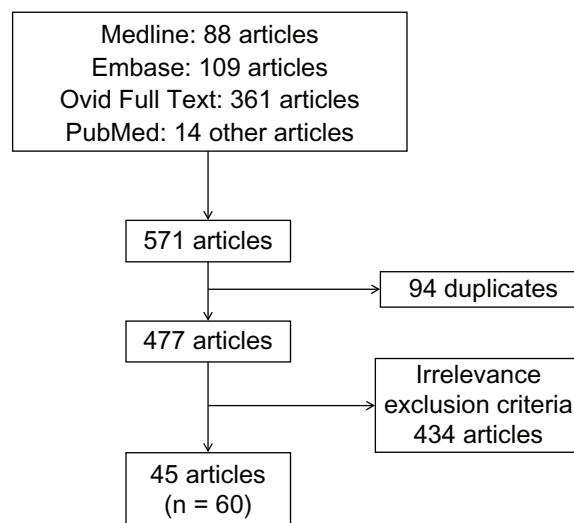 Medline: 88 articles
Embase: 109 articles
Ovid Full Text: 361 articles
PubMed: 14 other articles
571 articles
94 duplicates
477 articles
Irrelevance
exclusion criteria
434 articles
45 articles
(n = 60)